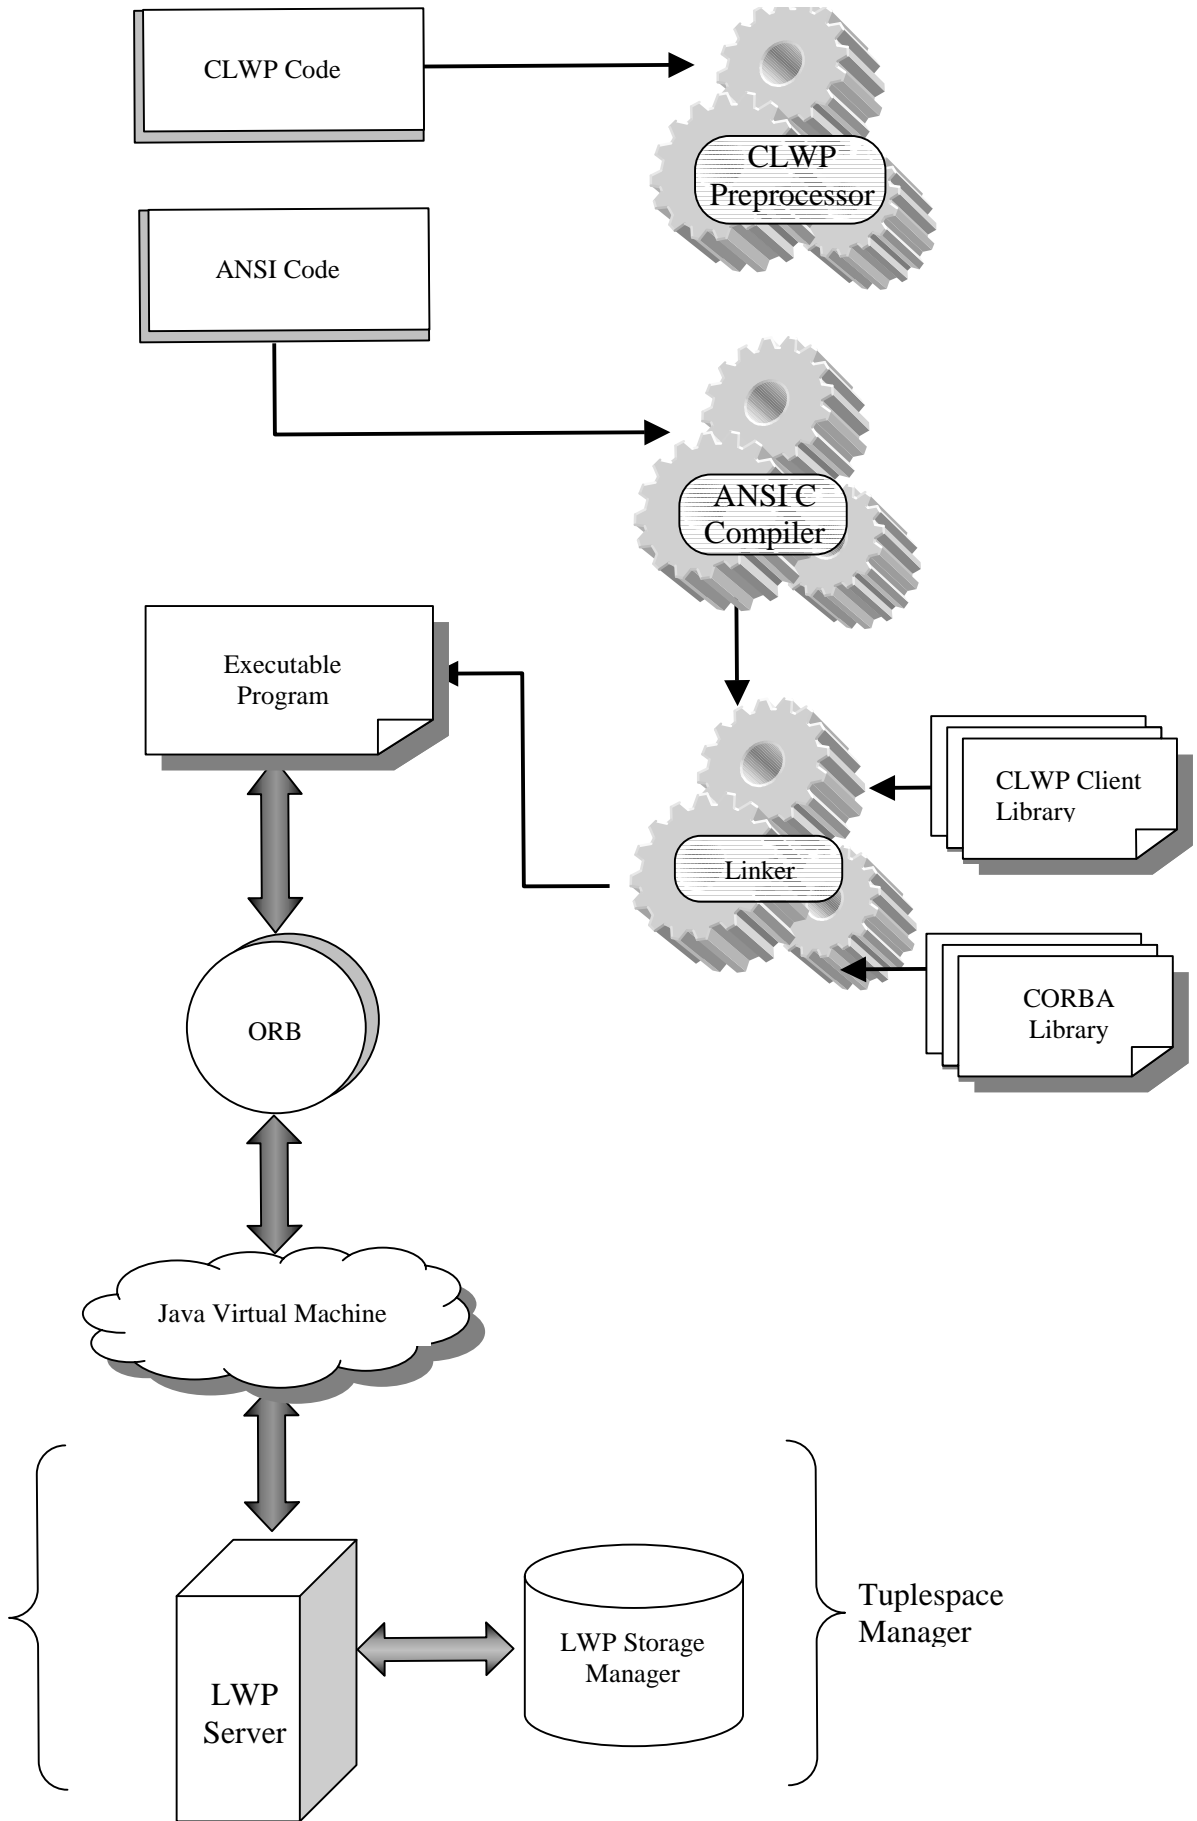 CLWP Code
CLWP
Preprocessor
ANSI Code
ANSI C
Compiler
Executable
Program
CLWP Client
Library
Linker
CORBA
Library
ORB
Java Virtual Machine
Tuplespace
Manager
LWP Storage
Manager
LWP
Server